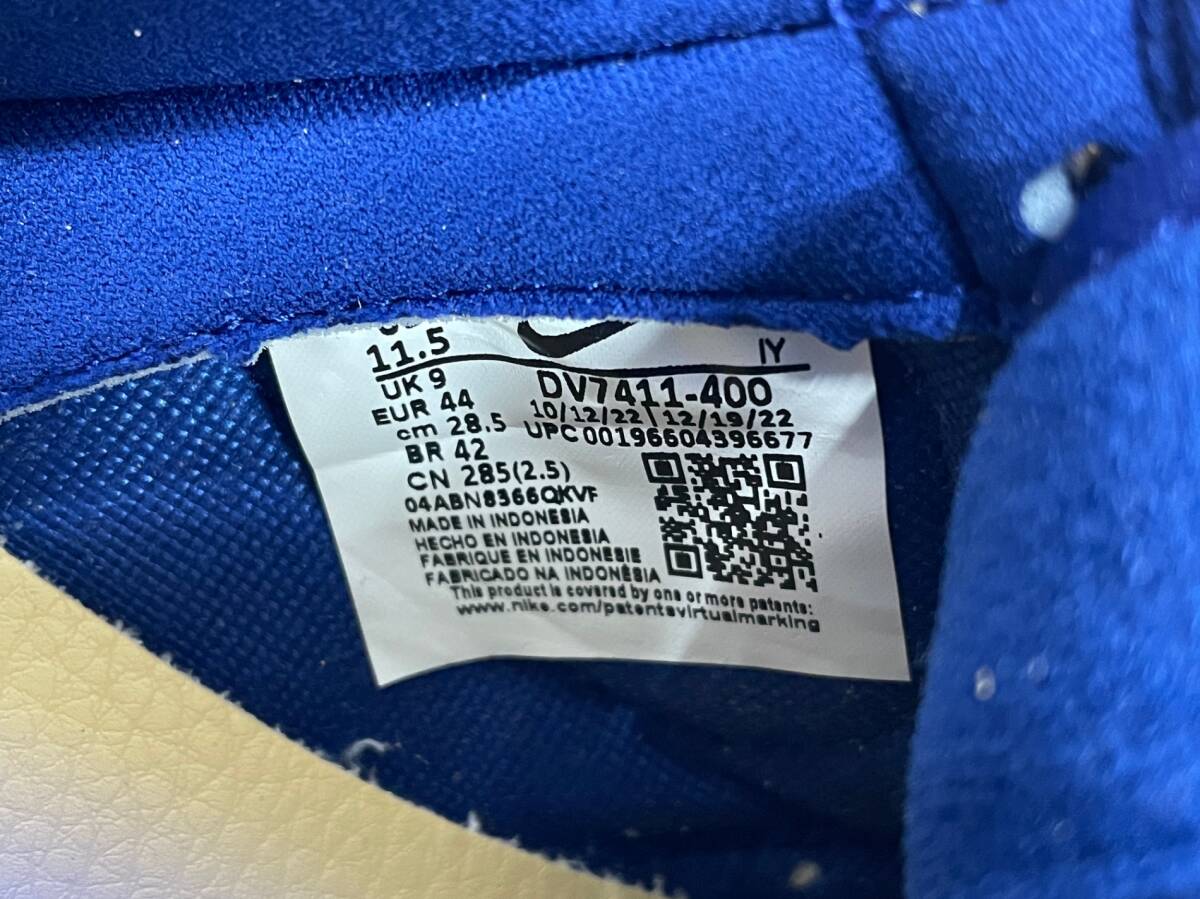 11.5
IY
UK 9
EUR 44
cm 28.5
BR 42
CN 285(2.5)
DV7411-400
10/12/22 12/19/22
UPC 00196604396677
04ABN8366QKVF
MADE IN INDONESIA
HECHO EN INDONESIA
FABRIQUE EN INDONESIE
FABRICADO NA INDONÉSIA
This product is covered by one or more patents:
www.nike.com/patentsvirtualmarking